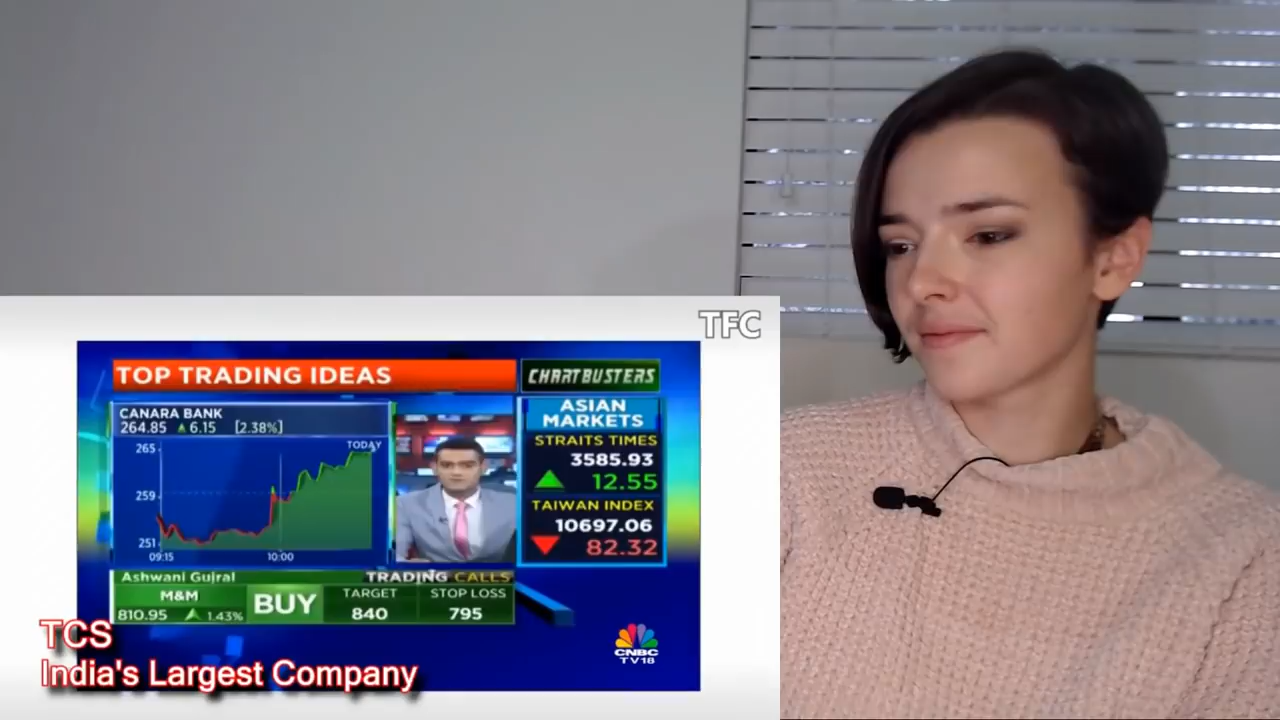 TFC
TOP TRADING IDEAS
CHARTBUSTERS
CANARA BANK
264.85 ▲ 6.15 [2.38%]
TODAY
265
259
251
09:15 10:00
ASIAN
MARKETS
STRAITS TIMES
3585.93
▲ 12.55
TAIWAN INDEX
10697.06
▼ 82.32
Ashwani Gujral TRADING CALLS
M&M
810.95 ▲ 1.43%
BUY
TARGET
840
STOP LOSS
795
CNBC
TV18
TCS
India's Largest Company